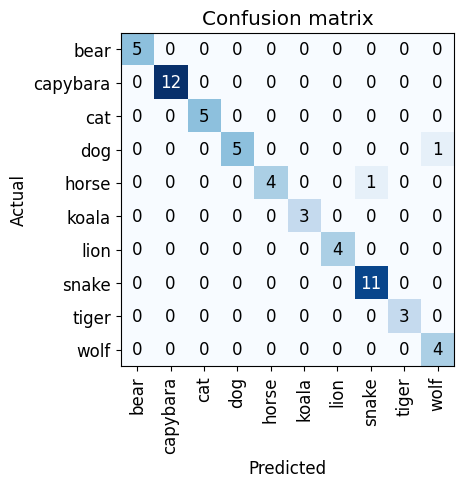 Confusion matrix
Actual
bear 5 0 0 0 0 0 0 0 0 0
capybara 0 12 0 0 0 0 0 0 0 0
cat 0 0 5 0 0 0 0 0 0 0
dog 0 0 0 5 0 0 0 0 0 1
horse 0 0 0 0 4 0 0 1 0 0
koala 0 0 0 0 0 3 0 0 0 0
lion 0 0 0 0 0 0 4 0 0 0
snake 0 0 0 0 0 0 0 11 0 0
tiger 0 0 0 0 0 0 0 0 3 0
wolf 0 0 0 0 0 0 0 0 0 4
bear capybara cat dog horse koala lion snake tiger wolf
Predicted